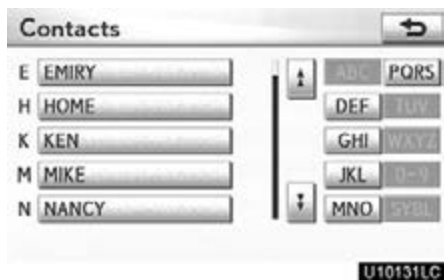 Contacts
E EMIRY ABC PQRS
H HOME DEF TUV
K KEN GHI WXYZ
M MIKE JKL 0-9
N NANCY MNO SYBL
U10131LC